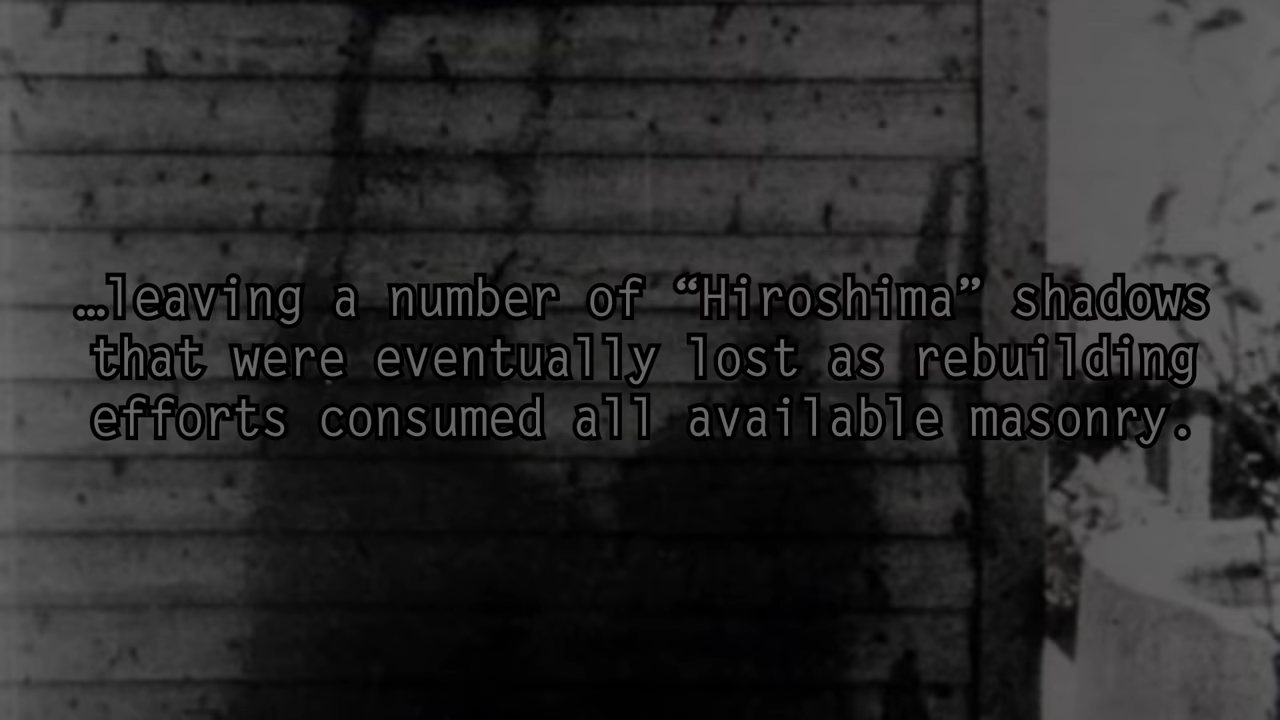 …leaving a number of “Hiroshima” shadows
that were eventually lost as rebuilding
efforts consumed all available masonry.